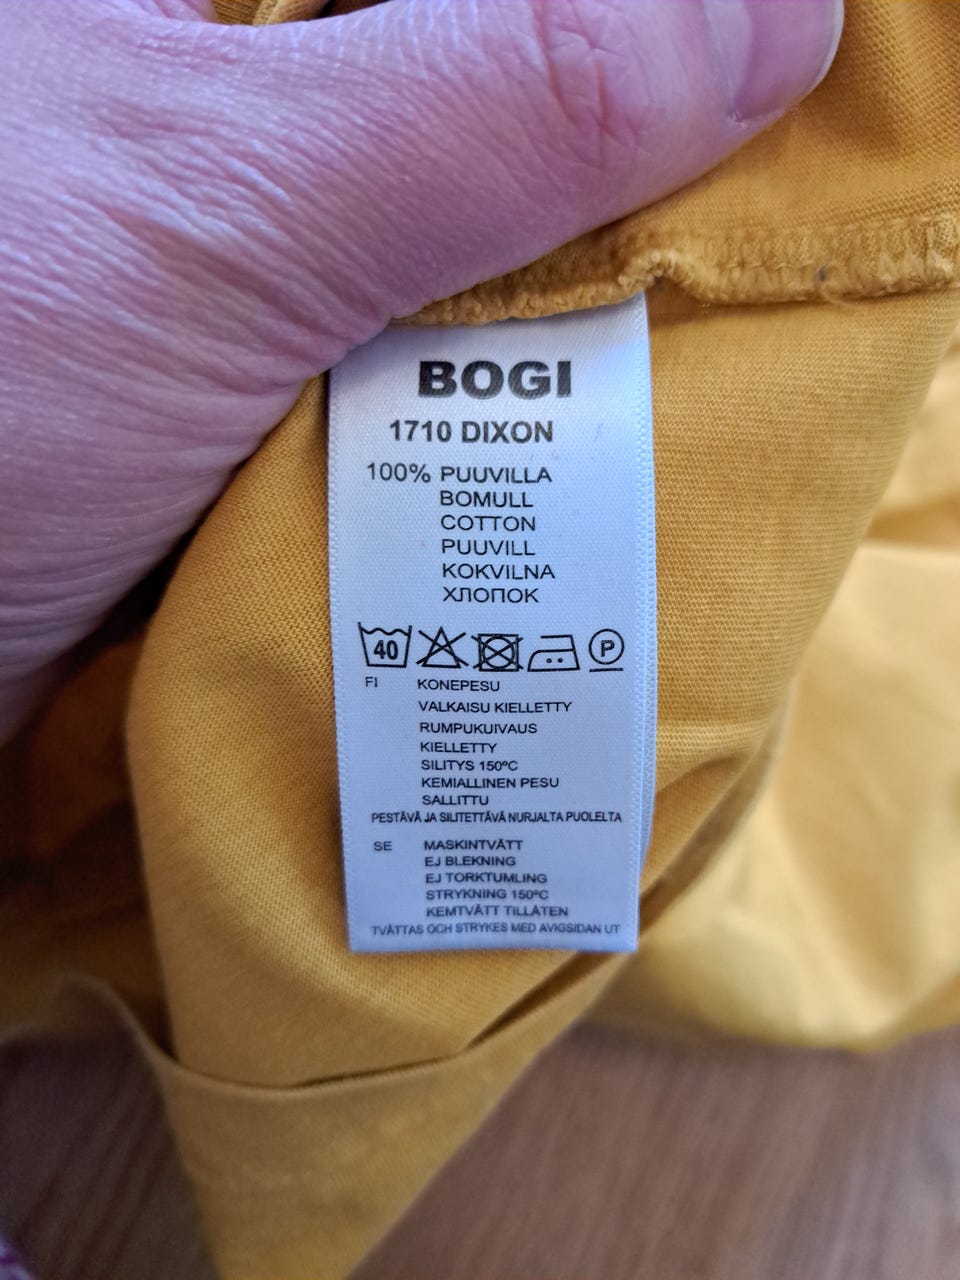 BOGI
1710 DIXON
100% PUUVILLA
BOMULL
COTTON
PUUVILL
KOKVILNA
ХЛОПОК
40 P
FI KONEPESU
VALKAISU KIELLETTY
RUMPUKUIVAUS
KIELLETTY
SILITYS 150ºC
KEMIALLINEN PESU
SALLITTU
PESTÄVÄ JA SILITETTÄVÄ NURJALTA PUOLELTA
SE MASKINTVÄTT
EJ BLEKNING
EJ TORKTUMLING
STRYKNING 150ºC
KEMTVÄTT TILLÅTEN
TVÄTTAS OCH STRYKES MED AVIGSIDAN UT